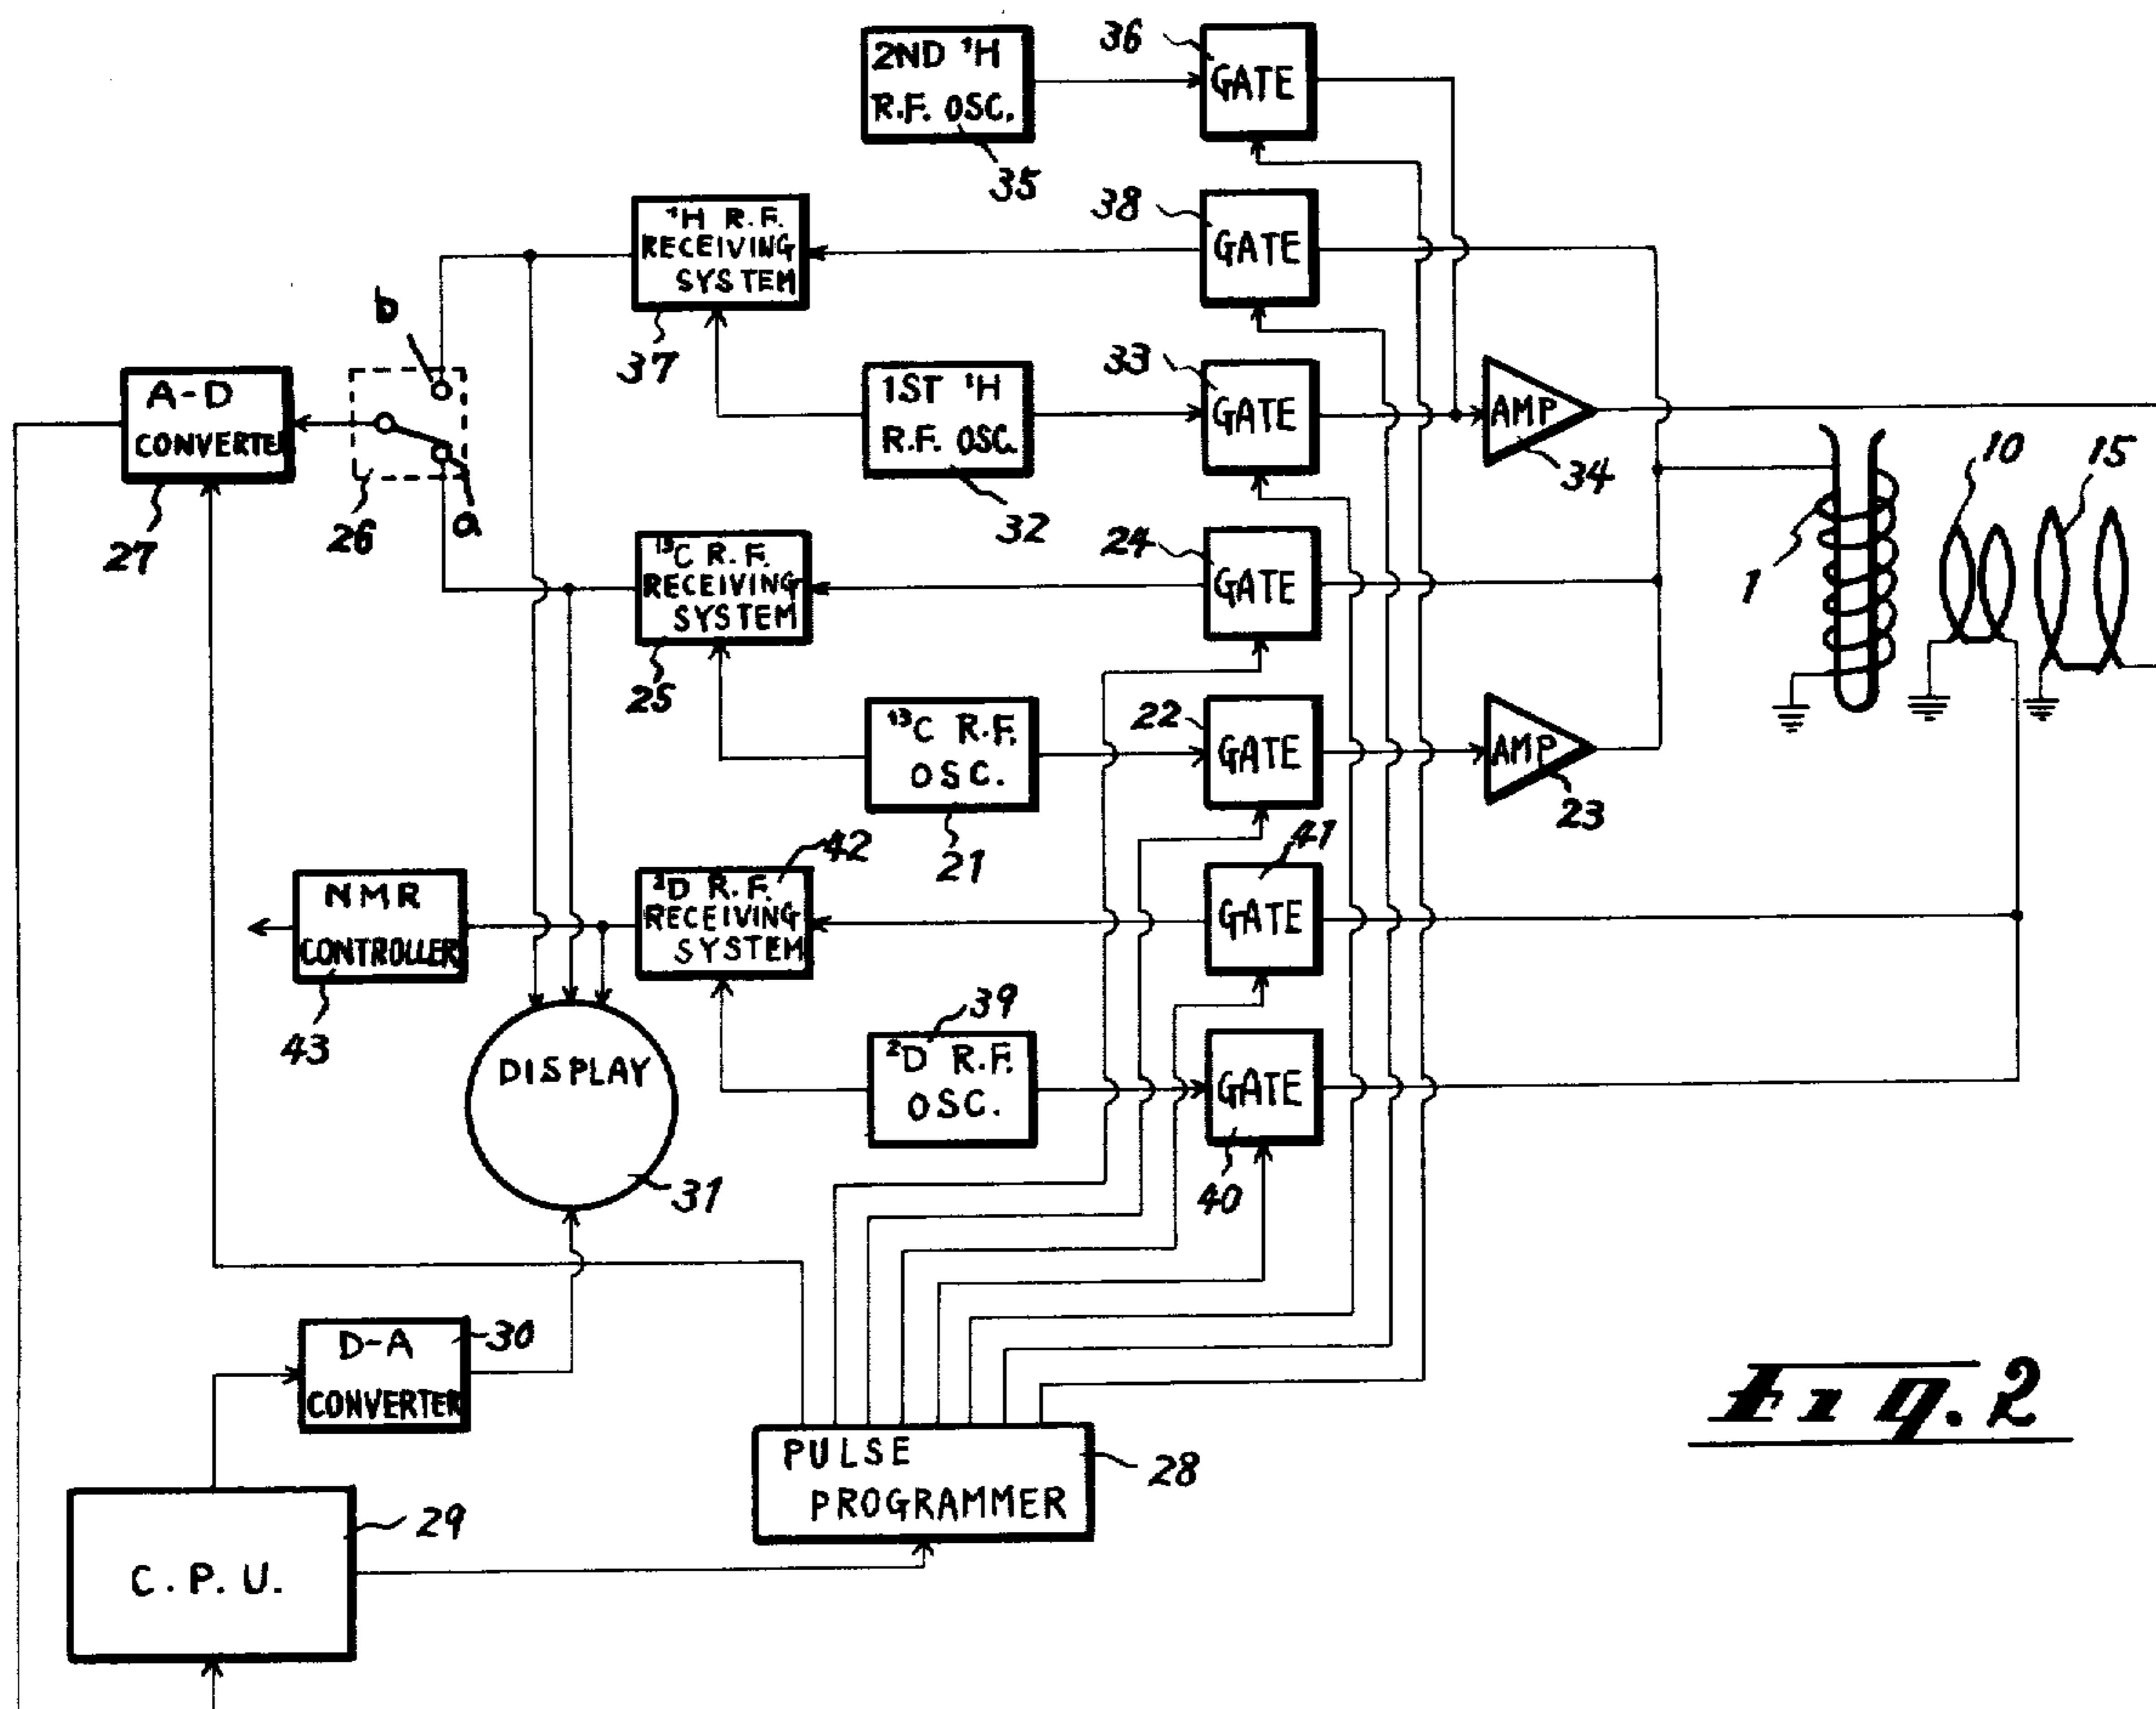 2ND ¹H
R.F. OSC.
35
36
GATE
¹H R.F.
RECEIVING
SYSTEM
37
38
GATE
b
a
26
A-D
CONVERTER
27
1ST ¹H
R.F. OSC.
32
33
GATE
AMP
34
10
15
1
¹³C R.F.
RECEIVING
SYSTEM
25
24
GATE
¹³C R.F.
OSC.
21
22
GATE
AMP
23
NMR
CONTROLLER
43
42
²D R.F.
RECEIVING
SYSTEM
41
GATE
39
²D R.F.
OSC.
GATE
40
DISPLAY
31
D-A
CONVERTER
30
PULSE
PROGRAMMER
28
C.P.U.
29
Fig. 2